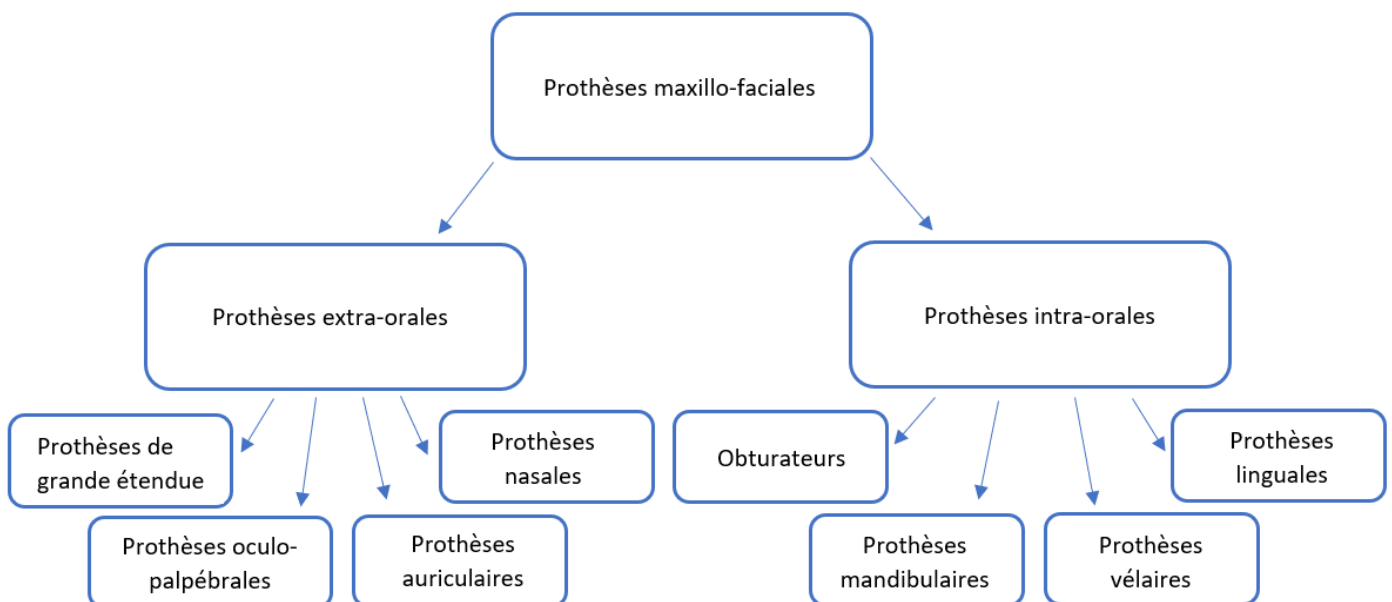 Prothèses maxillo-faciales
Prothèses extra-orales
Prothèses intra-orales
Prothèses de
grande étendue
Prothèses oculo-
palpébrales
Prothèses
auriculaires
Prothèses
nasales
Obturateurs
Prothèses
mandibulaires
Prothèses
vélaires
Prothèses
linguales